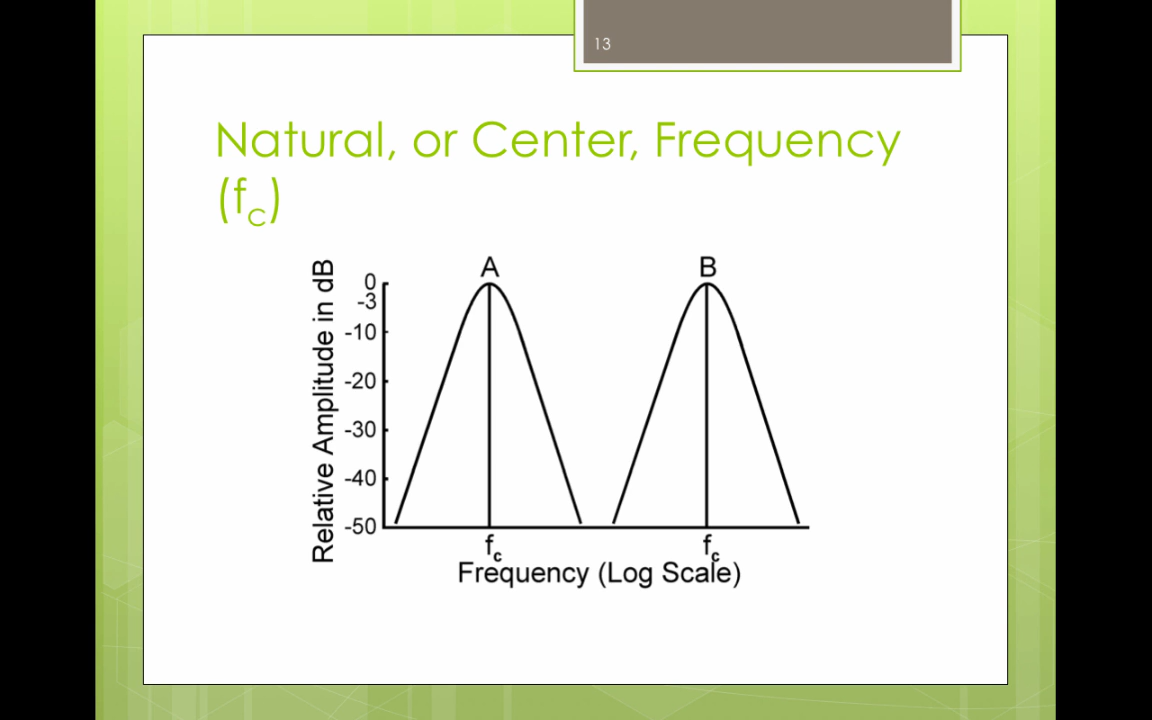 13
Natural, or Center, Frequency
(fc)
A
B
Relative Amplitude in dB
0
-3
-10
-20
-30
-40
-50
fc
fc
Frequency (Log Scale)